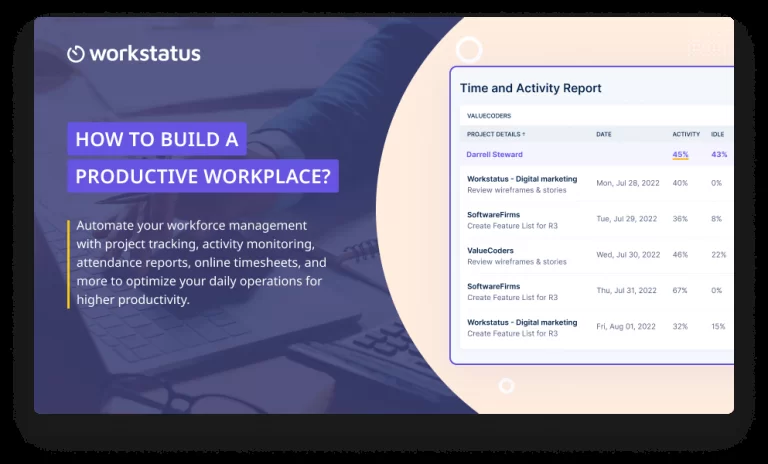 workstatus
HOW TO BUILD A
PRODUCTIVE WORKPLACE?
Automate your workforce management
with project tracking, activity monitoring,
attendance reports, online timesheets, and
more to optimize your daily operations for
higher productivity.
Time and Activity Report
VALUECODERS
PROJECT DETAILS DATE ACTIVITY IDLE
Darrell Steward 45% 43%
Workstatus - Digital marketing
Review wireframes & stories
Mon, Jul 28, 2022 40% 0%
SoftwareFirms
Create Feature List for R3
Tue, Jul 29, 2022 36% 8%
ValueCoders
Review wireframes & stories
Wed, Jul 30, 2022 46% 22%
SoftwareFirms
Create Feature List for R3
Thu, Jul 31, 2022 67% 0%
Workstatus - Digital marketing
Create Feature List for R3
Fri, Aug 01, 2022 32% 15%